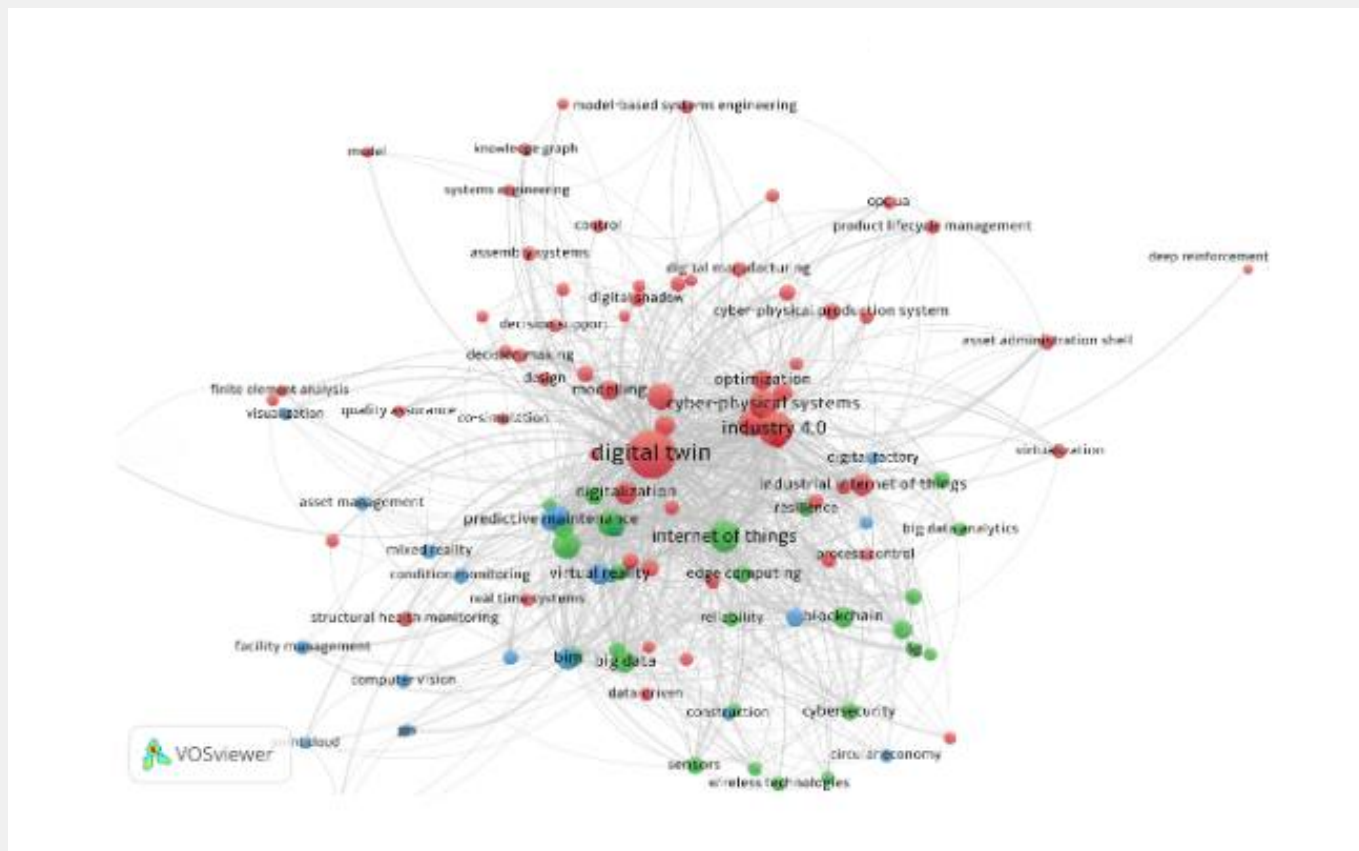 model-based systems engineering
model
knowledge graph
systems engineering
opc ua
control
product lifecycle management
assembly systems
deep reinforcement
digital manufacturing
digital shadow
cyber-physical production system
decision support
asset administration shell
decision making
design
optimization
modelling
finite element analysis
cyber-physical systems
visualization
quality assurance
co-simulation
industry 4.0
digital twin
virtualization
digital factory
industrial internet of things
digitalization
asset management
resilience
predictive maintenance
big data analytics
internet of things
mixed reality
process control
condition monitoring
virtual reality
edge computing
real time systems
structural health monitoring
reliability
blockchain
facility management
5g
bim
big data
computer vision
data-driven
construction
cybersecurity
gis
cloud
VOSviewer
circular economy
sensors
wireless technologies